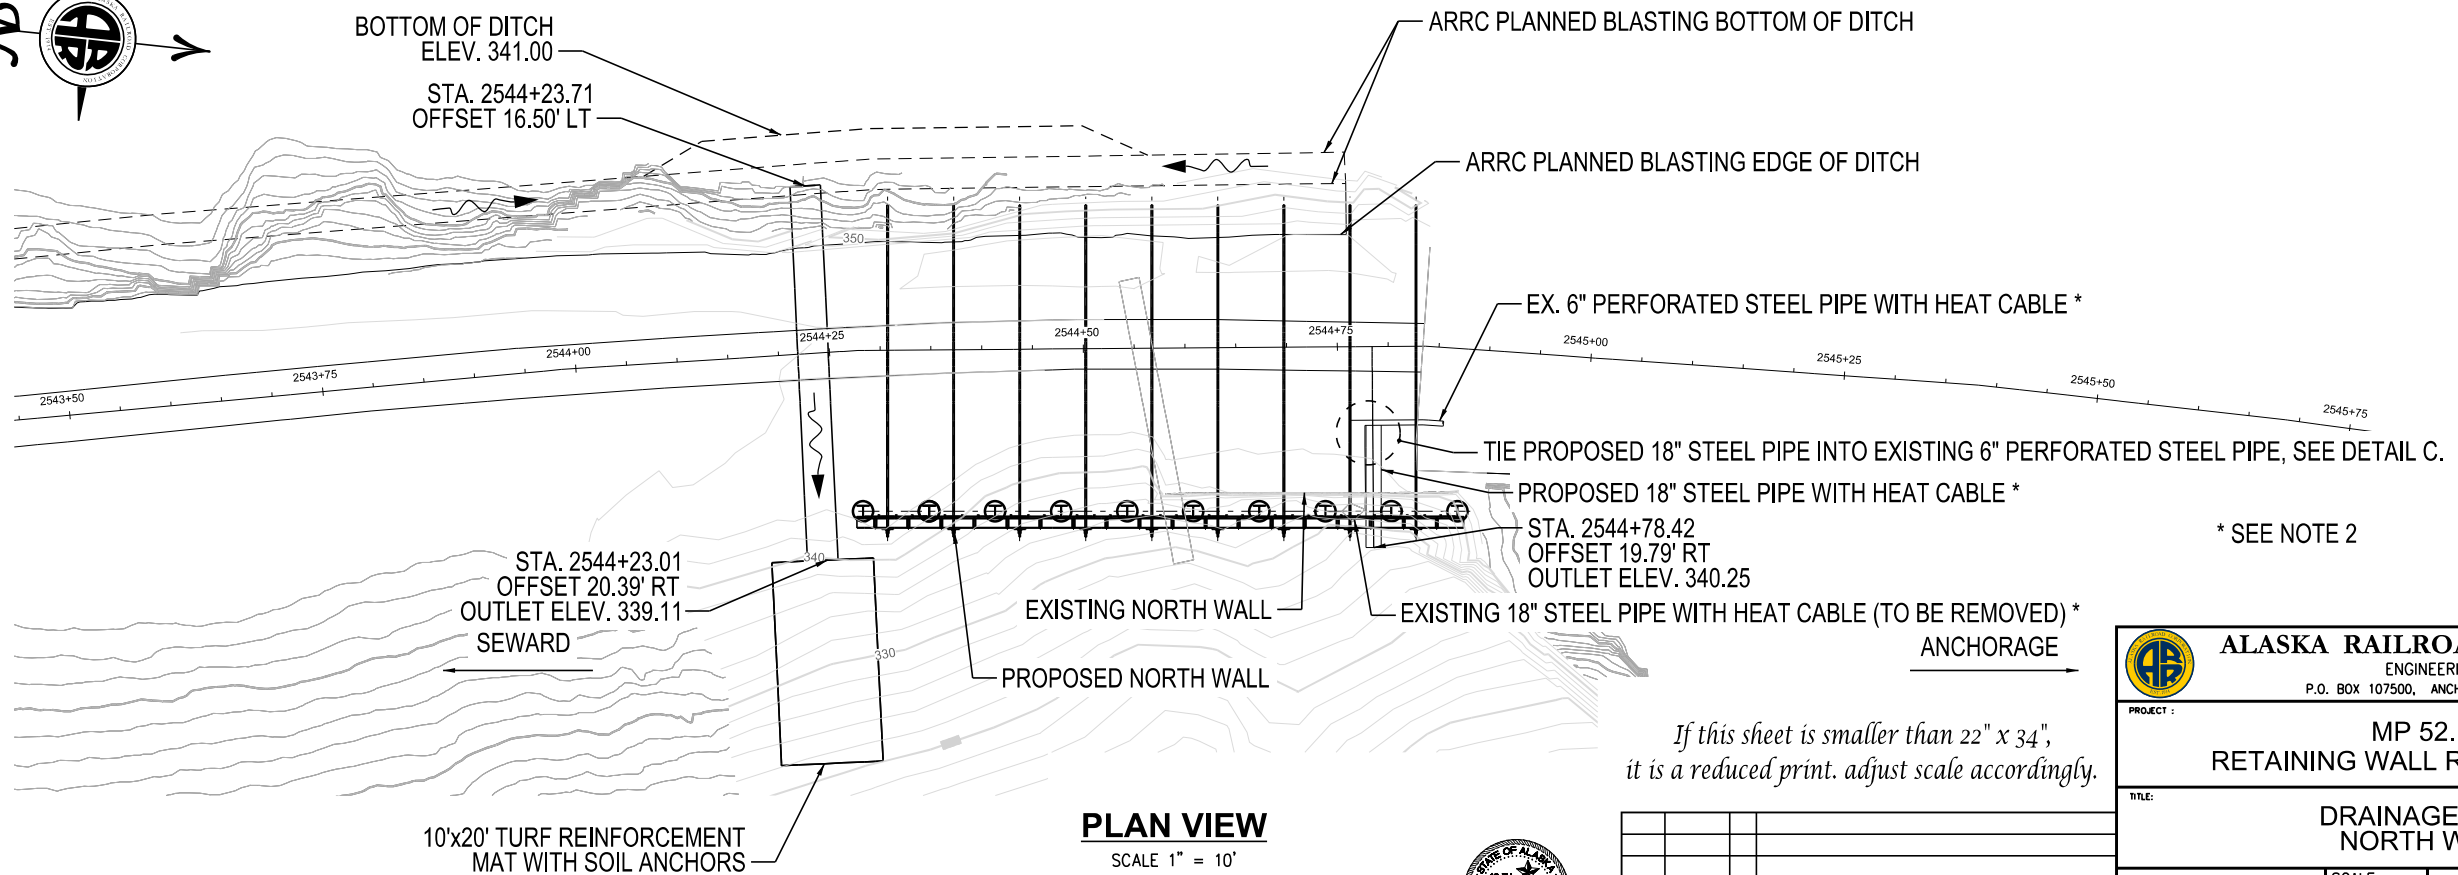 BOTTOM OF DITCH
ELEV. 341.00
STA. 2544+23.71
OFFSET 16.50' LT
ARRC PLANNED BLASTING BOTTOM OF DITCH
ARRC PLANNED BLASTING EDGE OF DITCH
350
EX. 6" PERFORATED STEEL PIPE WITH HEAT CABLE *
2543+50
2543+75
2544+00
2544+25
2544+50
2544+75
2545+00
2545+25
2545+50
2545+75
TIE PROPOSED 18" STEEL PIPE INTO EXISTING 6" PERFORATED STEEL PIPE, SEE DETAIL C.
PROPOSED 18" STEEL PIPE WITH HEAT CABLE *
STA. 2544+78.42
OFFSET 19.79' RT
OUTLET ELEV. 340.25
* SEE NOTE 2
340
STA. 2544+23.01
OFFSET 20.39' RT
OUTLET ELEV. 339.11
SEWARD
EXISTING NORTH WALL
EXISTING 18" STEEL PIPE WITH HEAT CABLE (TO BE REMOVED) *
ANCHORAGE
330
PROPOSED NORTH WALL
10'x20' TURF REINFORCEMENT
MAT WITH SOIL ANCHORS
PLAN VIEW
SCALE 1" = 10'
If this sheet is smaller than 22" x 34",
it is a reduced print. adjust scale accordingly.
STATE OF ALASKA
ALASKA RAILROA
ENGINEERI
P.O. BOX 107500, ANCH
PROJECT :
MP 52.
RETAINING WALL R
TITLE:
DRAINAGE
NORTH W